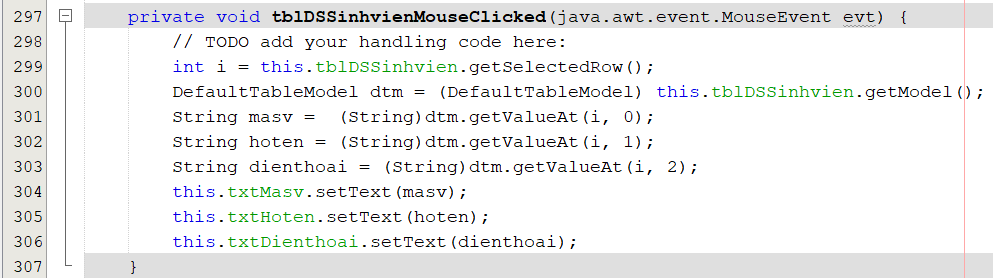 297 private void tblDSSinhvienMouseClicked(java.awt.event.MouseEvent evt) {
298 // TODO add your handling code here:
299 int i = this.tblDSSinhvien.getSelectedRow();
300 DefaultTableModel dtm = (DefaultTableModel) this.tblDSSinhvien.getModel();
301 String masv =  (String)dtm.getValueAt(i, 0);
302 String hoten = (String)dtm.getValueAt(i, 1);
303 String dienthoai = (String)dtm.getValueAt(i, 2);
304 this.txtMasv.setText(masv);
305 this.txtHoten.setText(hoten);
306 this.txtDienthoai.setText(dienthoai);
307 }